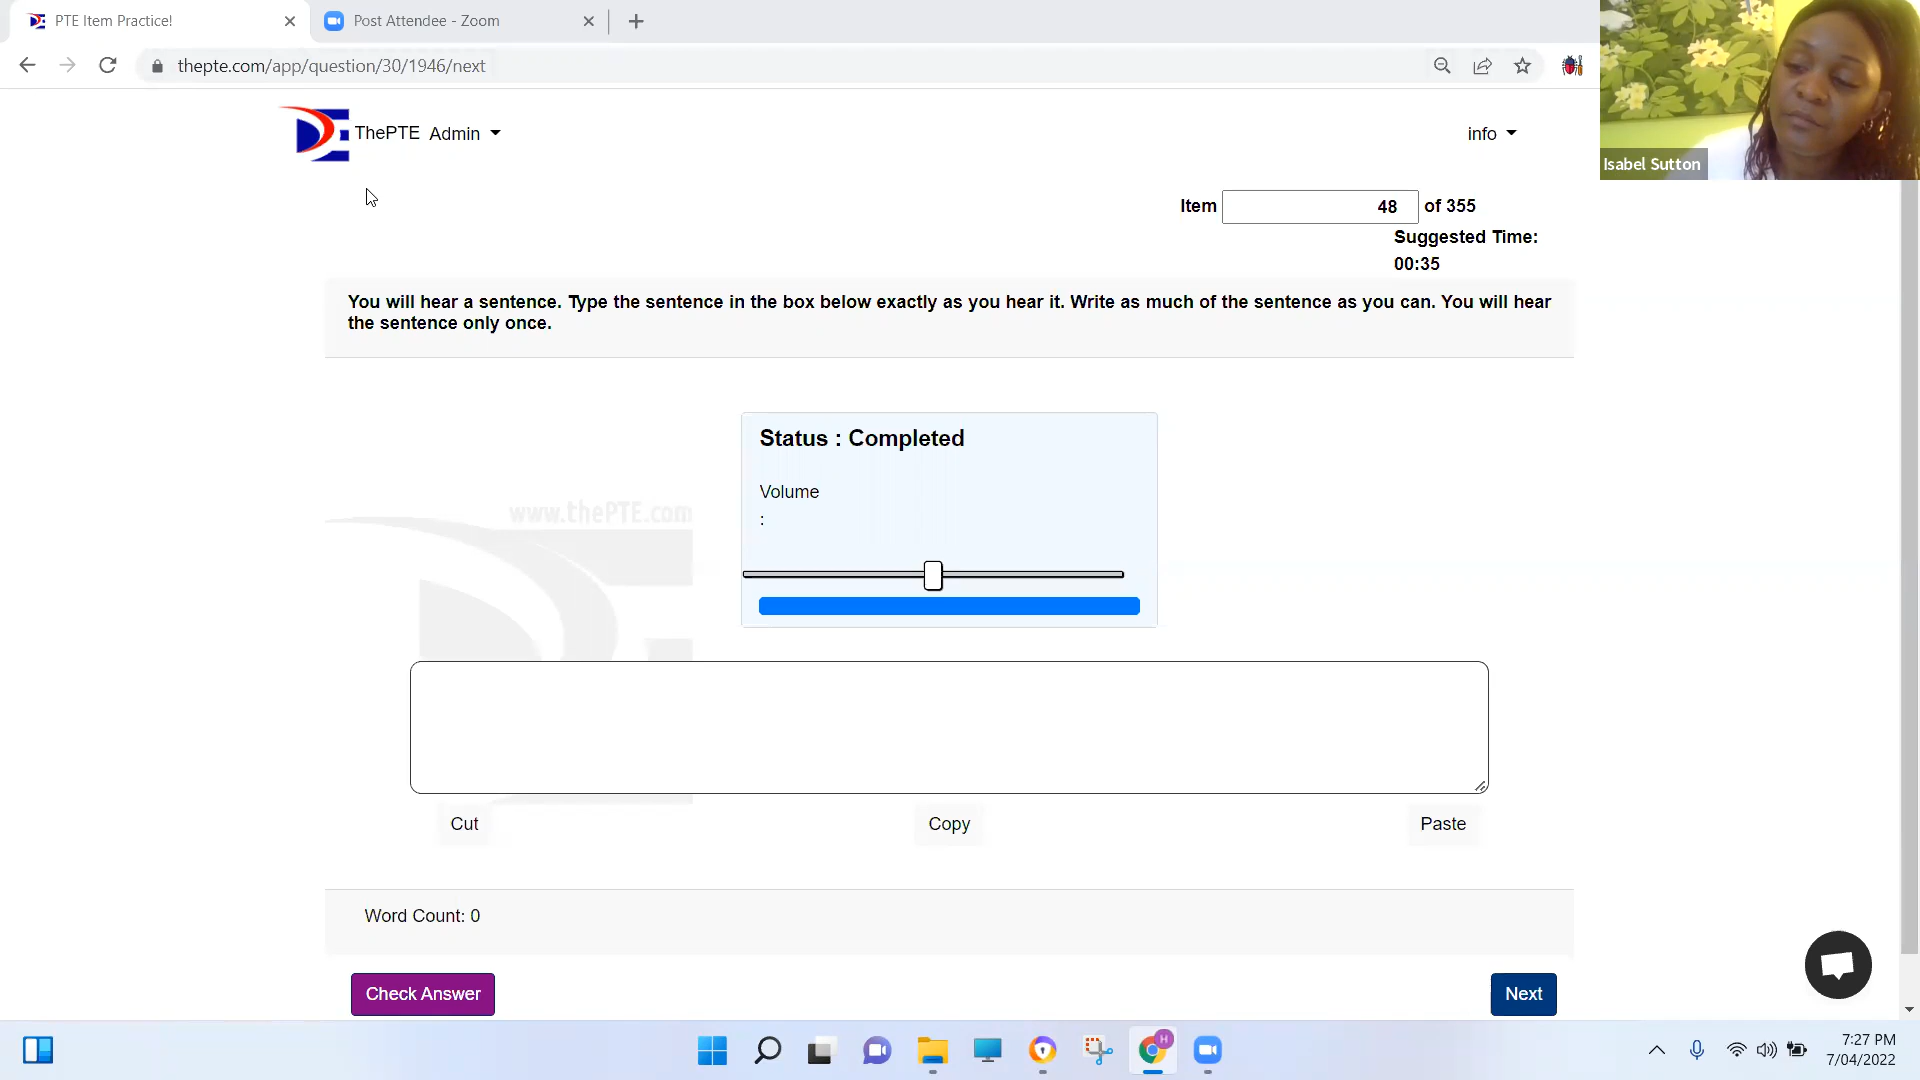 PTE Item Practice!
Post Attendee - Zoom
thepte.com/app/question/30/1946/next
ThePTE Admin
info
Isabel Sutton
Item 48 of 355
Suggested Time:
00:35
You will hear a sentence. Type the sentence in the box below exactly as you hear it. Write as much of the sentence as you can. You will hear
the sentence only once.
Status : Completed
Volume
:
www.thePTE.com
Cut Copy Paste
Word Count: 0
Check Answer
Next
H
7:27 PM
7/04/2022